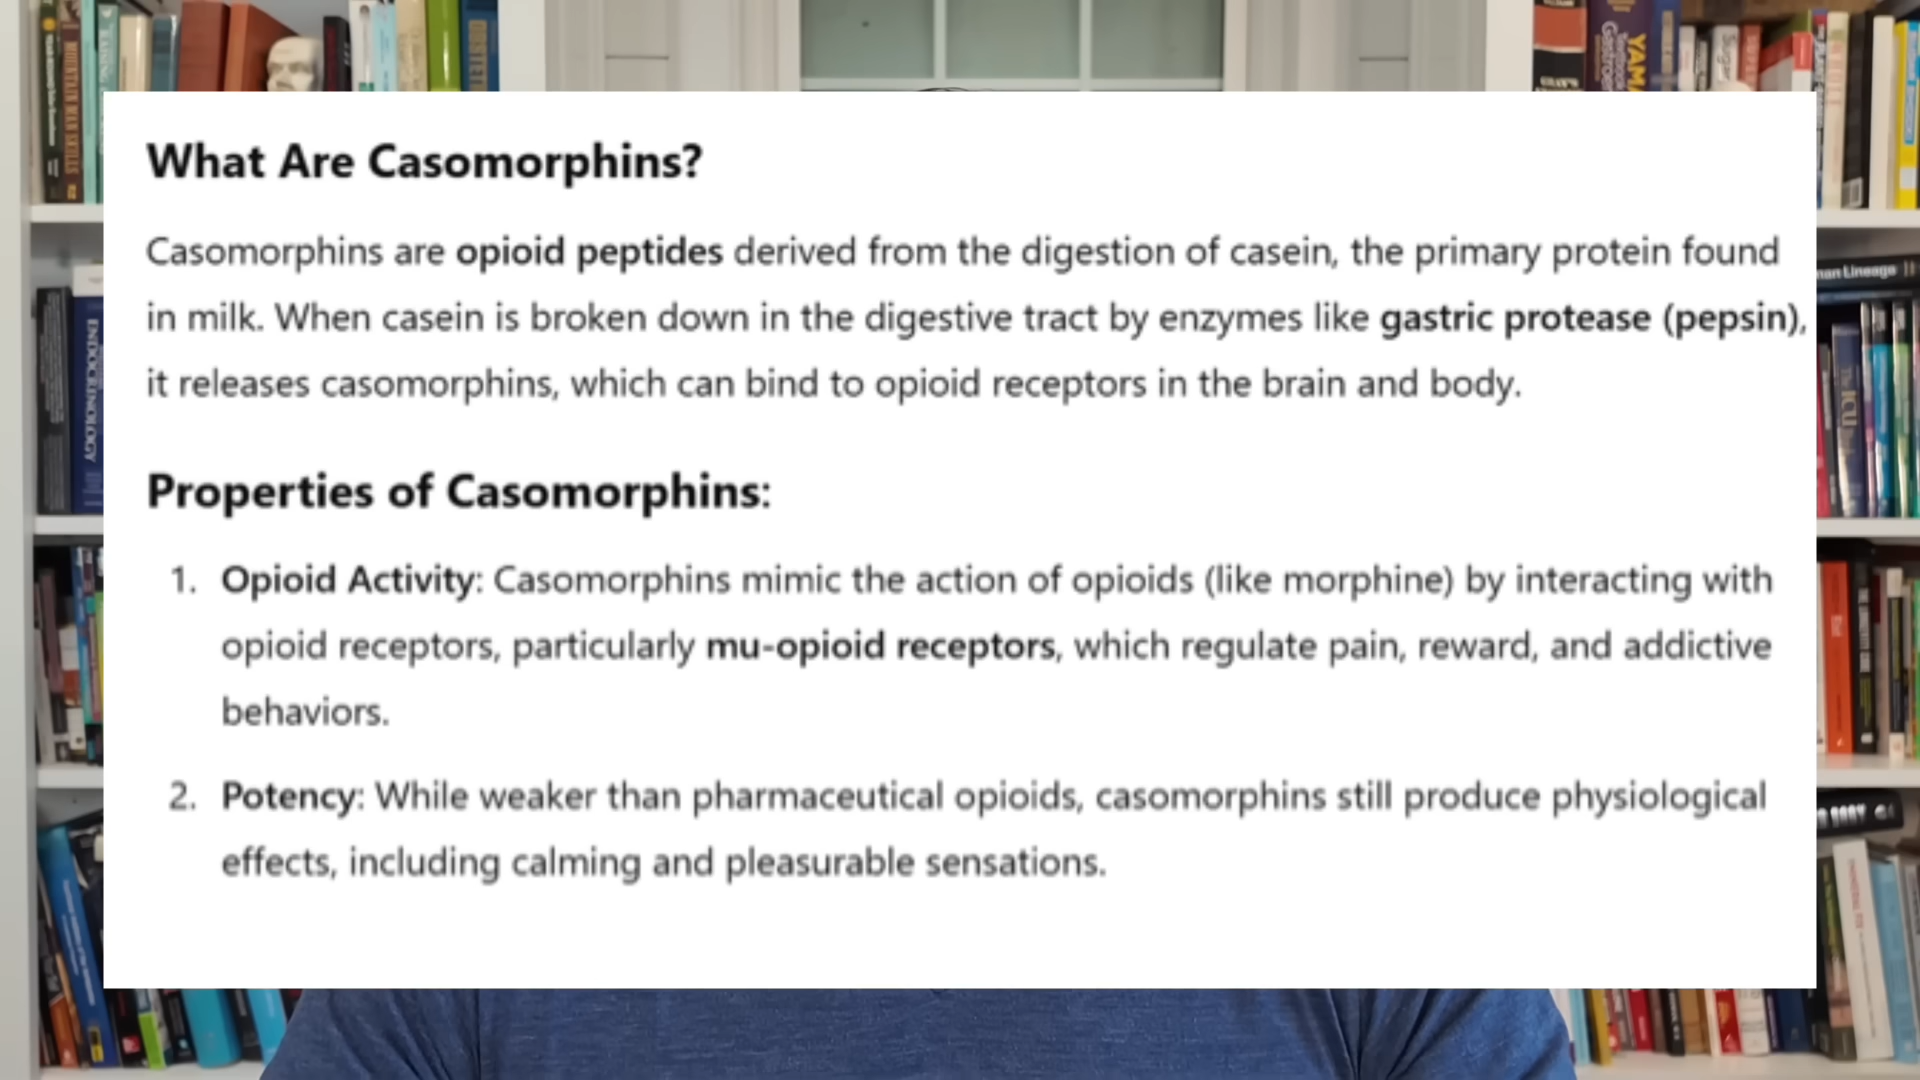 What Are Casomorphins?
Casomorphins are opioid peptides derived from the digestion of casein, the primary protein found
in milk. When casein is broken down in the digestive tract by enzymes like gastric protease (pepsin),
it releases casomorphins, which can bind to opioid receptors in the brain and body.
Properties of Casomorphins:
1. Opioid Activity: Casomorphins mimic the action of opioids (like morphine) by interacting with
opioid receptors, particularly mu-opioid receptors, which regulate pain, reward, and addictive
behaviors.
2. Potency: While weaker than pharmaceutical opioids, casomorphins still produce physiological
effects, including calming and pleasurable sensations.
ENDOCRINOLOGY
YAMA
Sugar
ICU